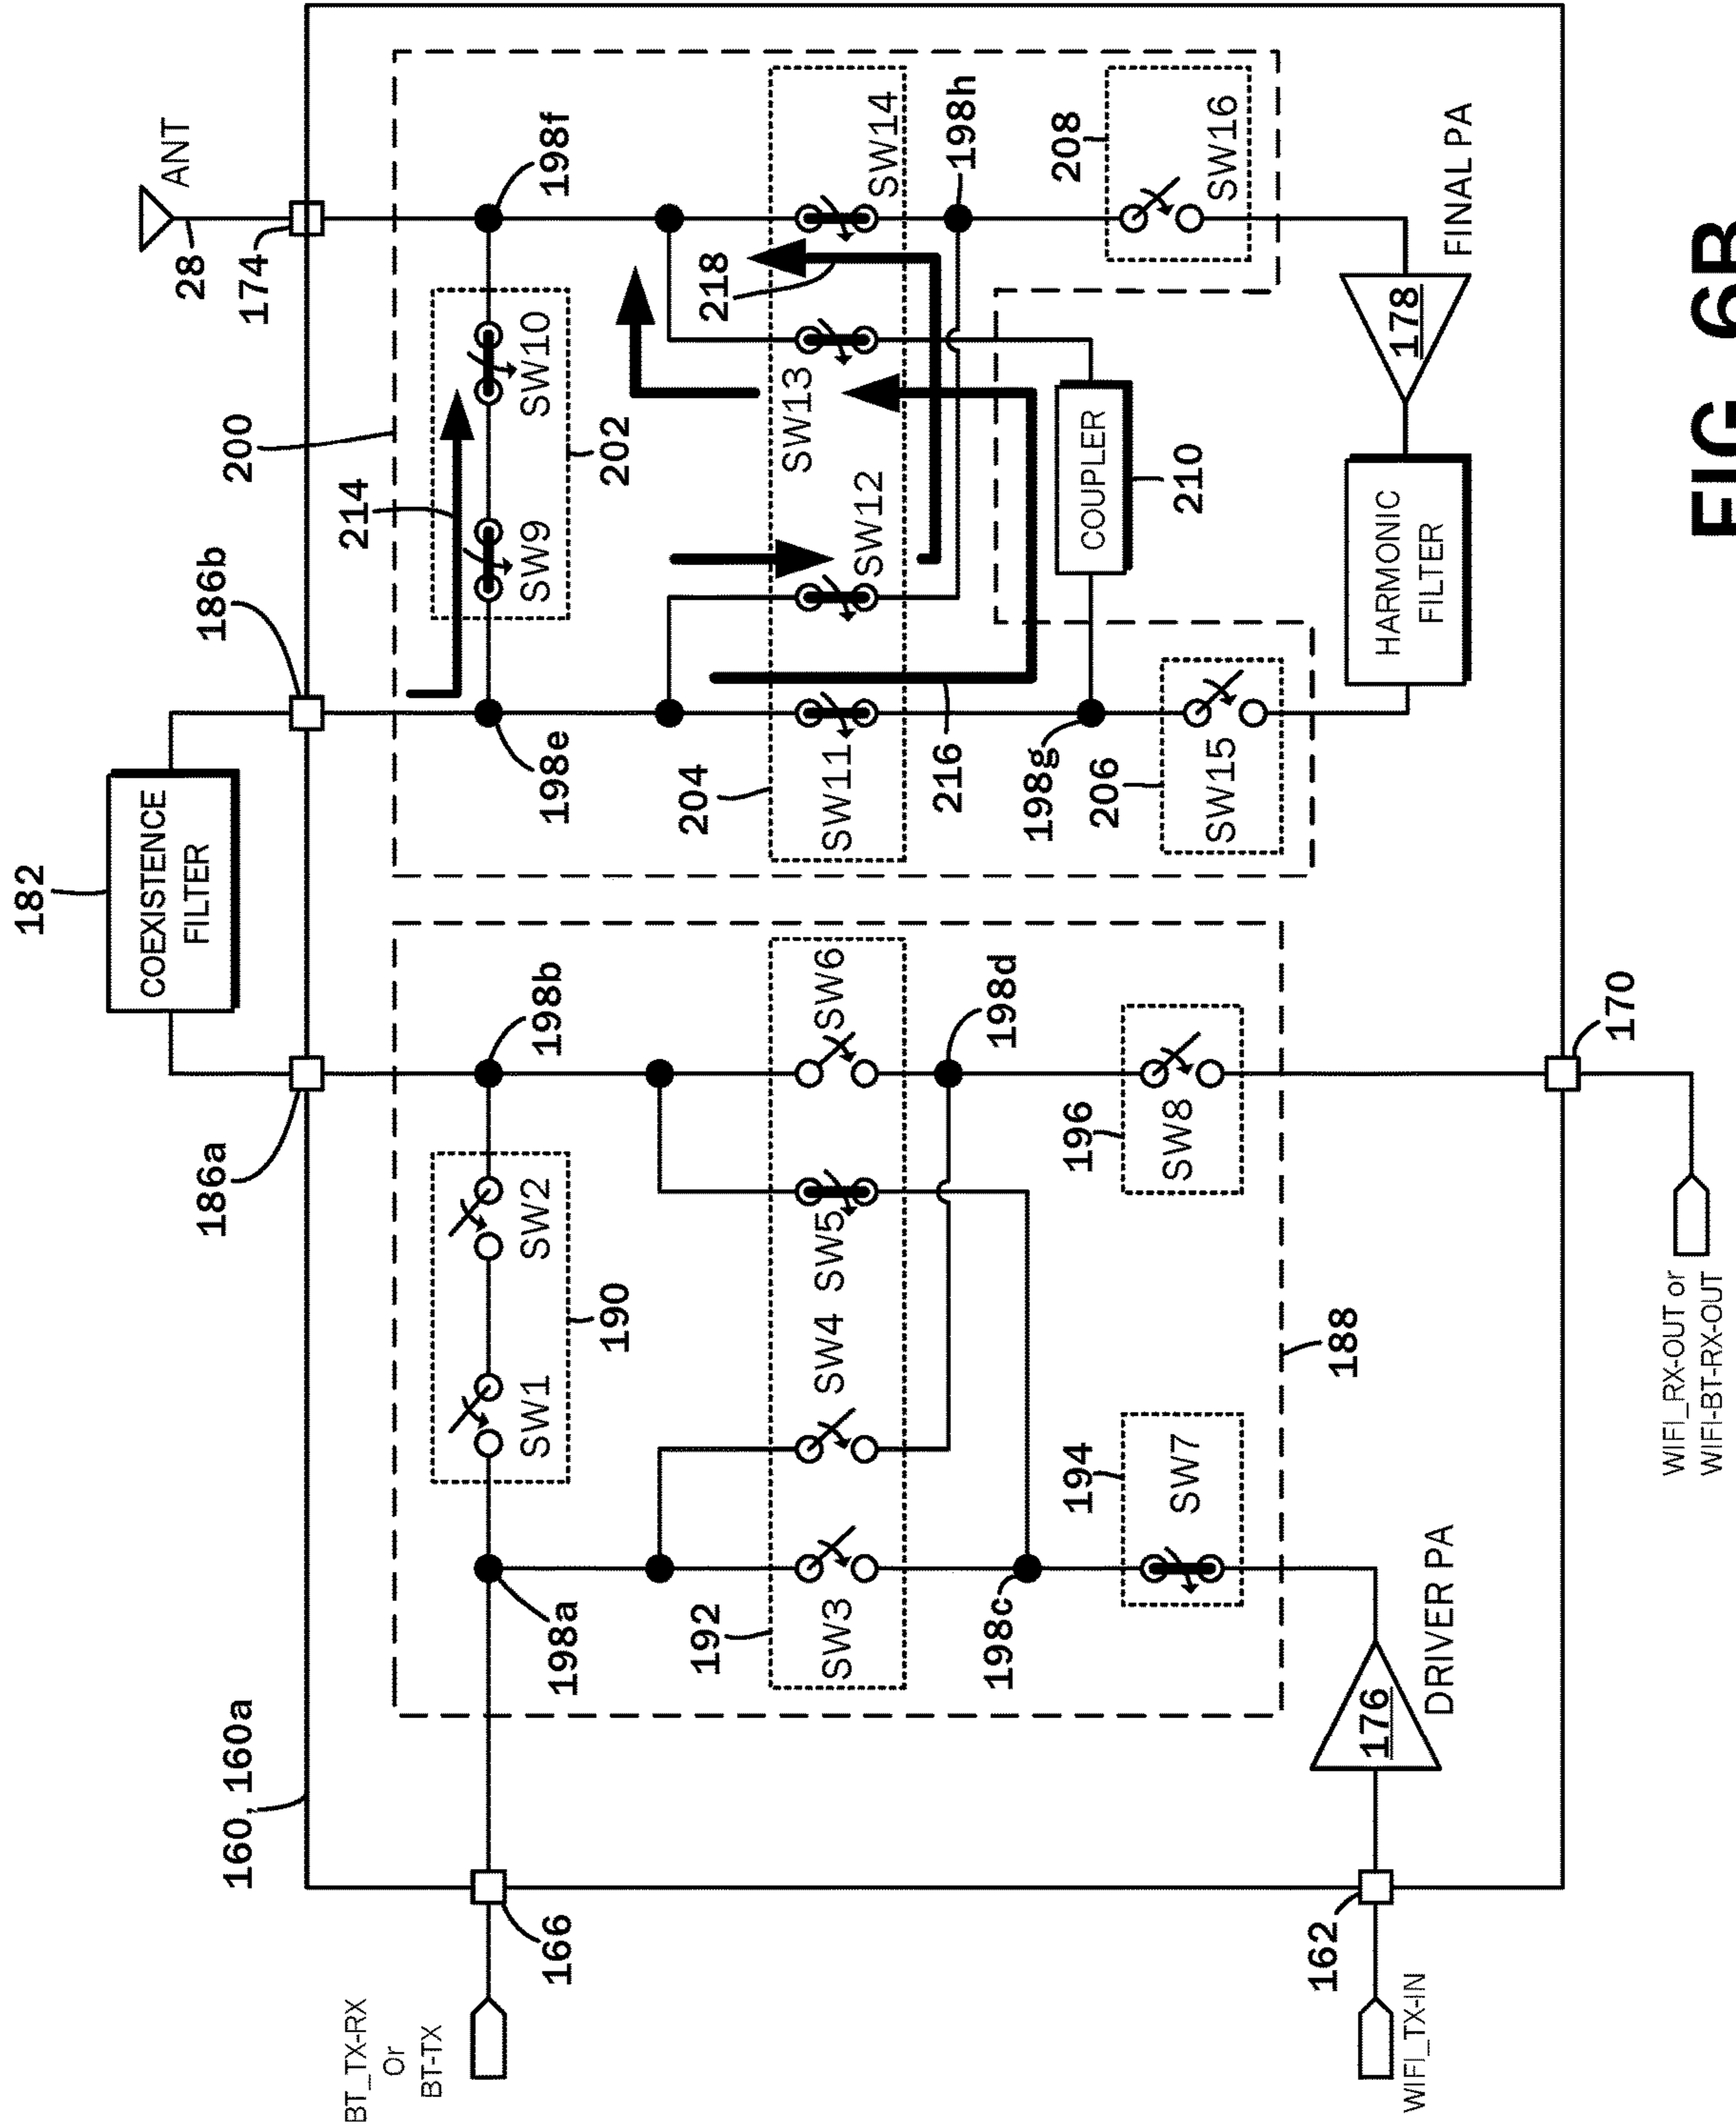 182
COEXISTENCE
FILTER
ANT
28
174
186b
186a
160, 160a
200
214
198f
SW9
SW10
202
198e
198b
190
SW1
SW2
198a
166
BT_TX-RX
Or
BT-TX
204
SW11
SW12
SW13
SW14
218
216
198h
198g
206
SW15
208
SW16
COUPLER
210
192
SW3
SW4
SW5
SW6
198d
198c
194
SW7
196
SW8
188
HARMONIC
FILTER
178
FINAL PA
176
DRIVER PA
162
WIFI_TX-IN
170
WIFI_RX-OUT or
WIFI-BT-RX-OUT
FIG. 6B